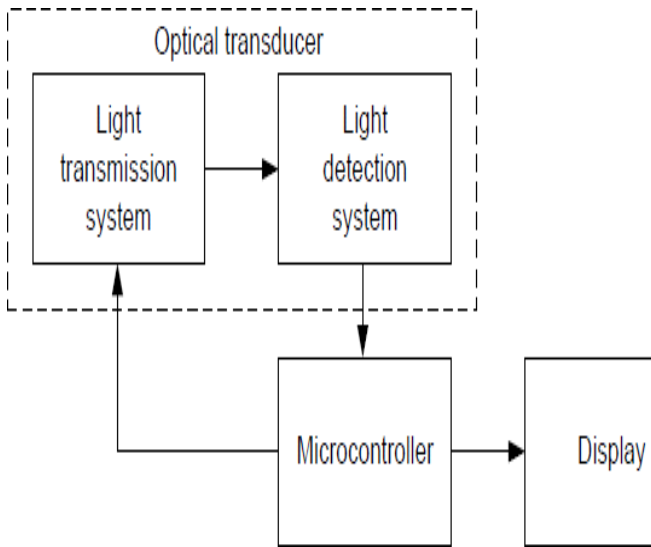 Optical transducer
Light
transmission
system
Light
detection
system
Microcontroller
Display